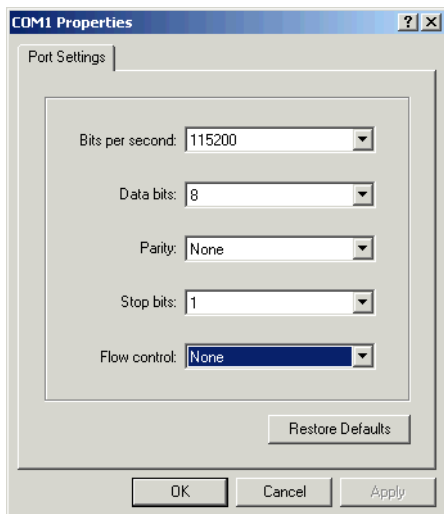 COM1 Properties
Port Settings
Bits per second: 115200
Data bits: 8
Parity: None
Stop bits: 1
Flow control: None
Restore Defaults
OK Cancel Apply